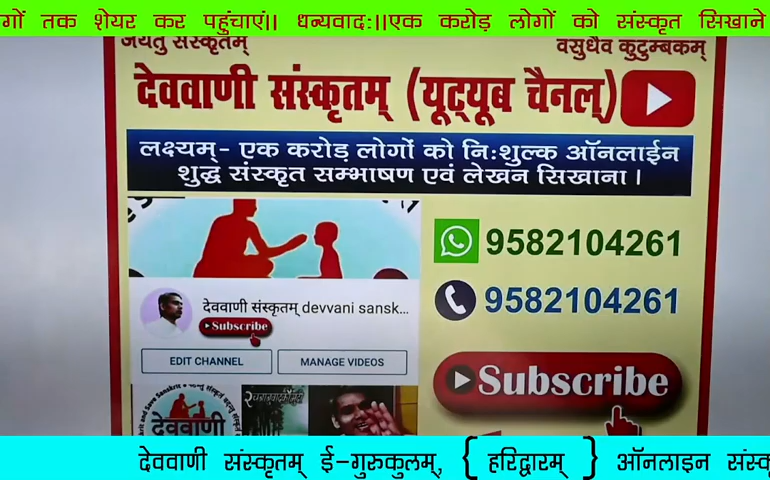 गों तक शेयर कर पहुंचाएं।। धन्यवादः।।एक करोड़ लोगों को संस्कृत सिखाने
जयतु संस्कृतम्
वसुधैव कुटुम्बकम्
देववाणी संस्कृतम् (यूट्यूब चैनल)
लक्ष्यम्- एक करोड़ लोगों को निःशुल्क ऑनलाईन
शुद्ध संस्कृत सम्भाषण एवं लेखन सिखाना ।
9582104261
9582104261
देववाणी संस्कृतम् devvani sansk...
Subscribe
EDIT CHANNEL
MANAGE VIDEOS
Subscribe
देववाणी
देववाणी संस्कृतम् ई-गुरुकुलम्, { हरिद्वारम् } ऑनलाइन संस्कृ